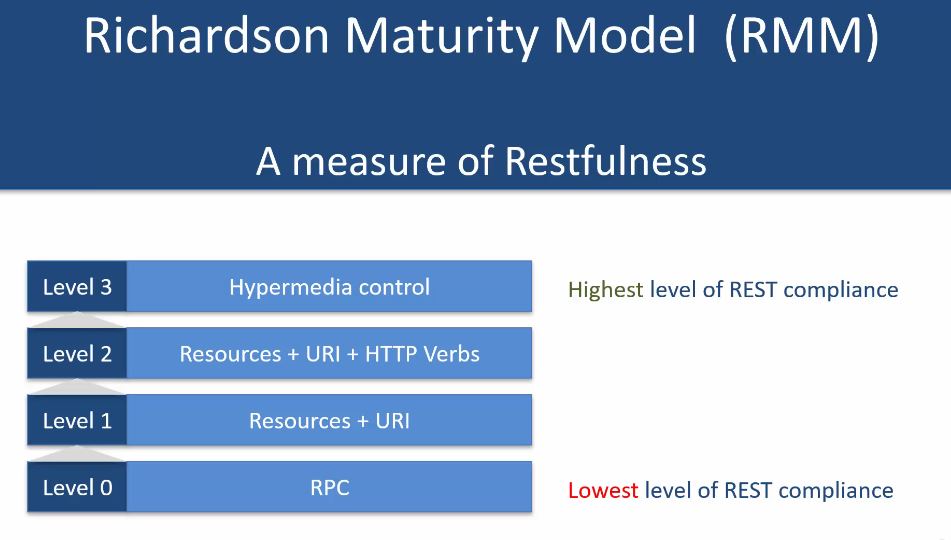 Richardson Maturity Model (RMM)
A measure of Restfulness
Level 3 Hypermedia control Highest level of REST compliance
Level 2 Resources + URI + HTTP Verbs
Level 1 Resources + URI
Level 0 RPC Lowest level of REST compliance